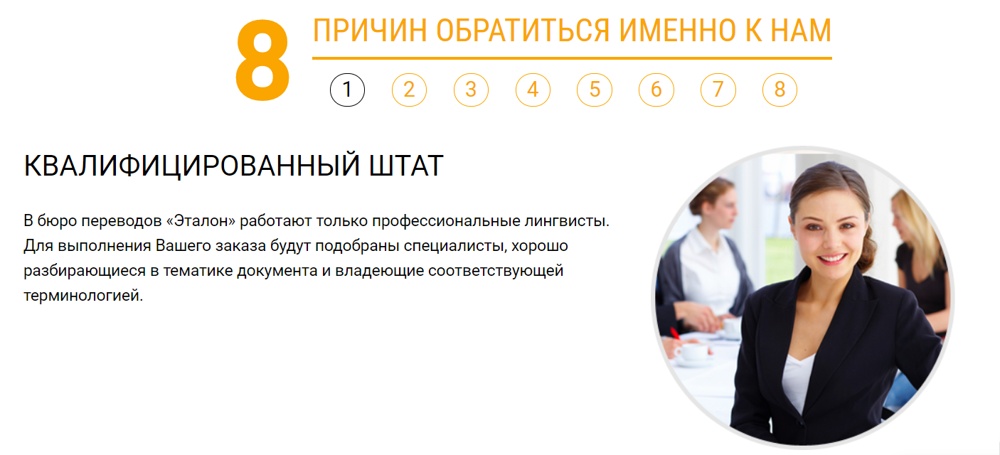 8
ПРИЧИН ОБРАТИТЬСЯ ИМЕННО К НАМ
1 2 3 4 5 6 7 8
КВАЛИФИЦИРОВАННЫЙ ШТАТ
В бюро переводов «Эталон» работают только профессиональные лингвисты.
Для выполнения Вашего заказа будут подобраны специалисты, хорошо
разбирающиеся в тематике документа и владеющие соответствующей
терминологией.